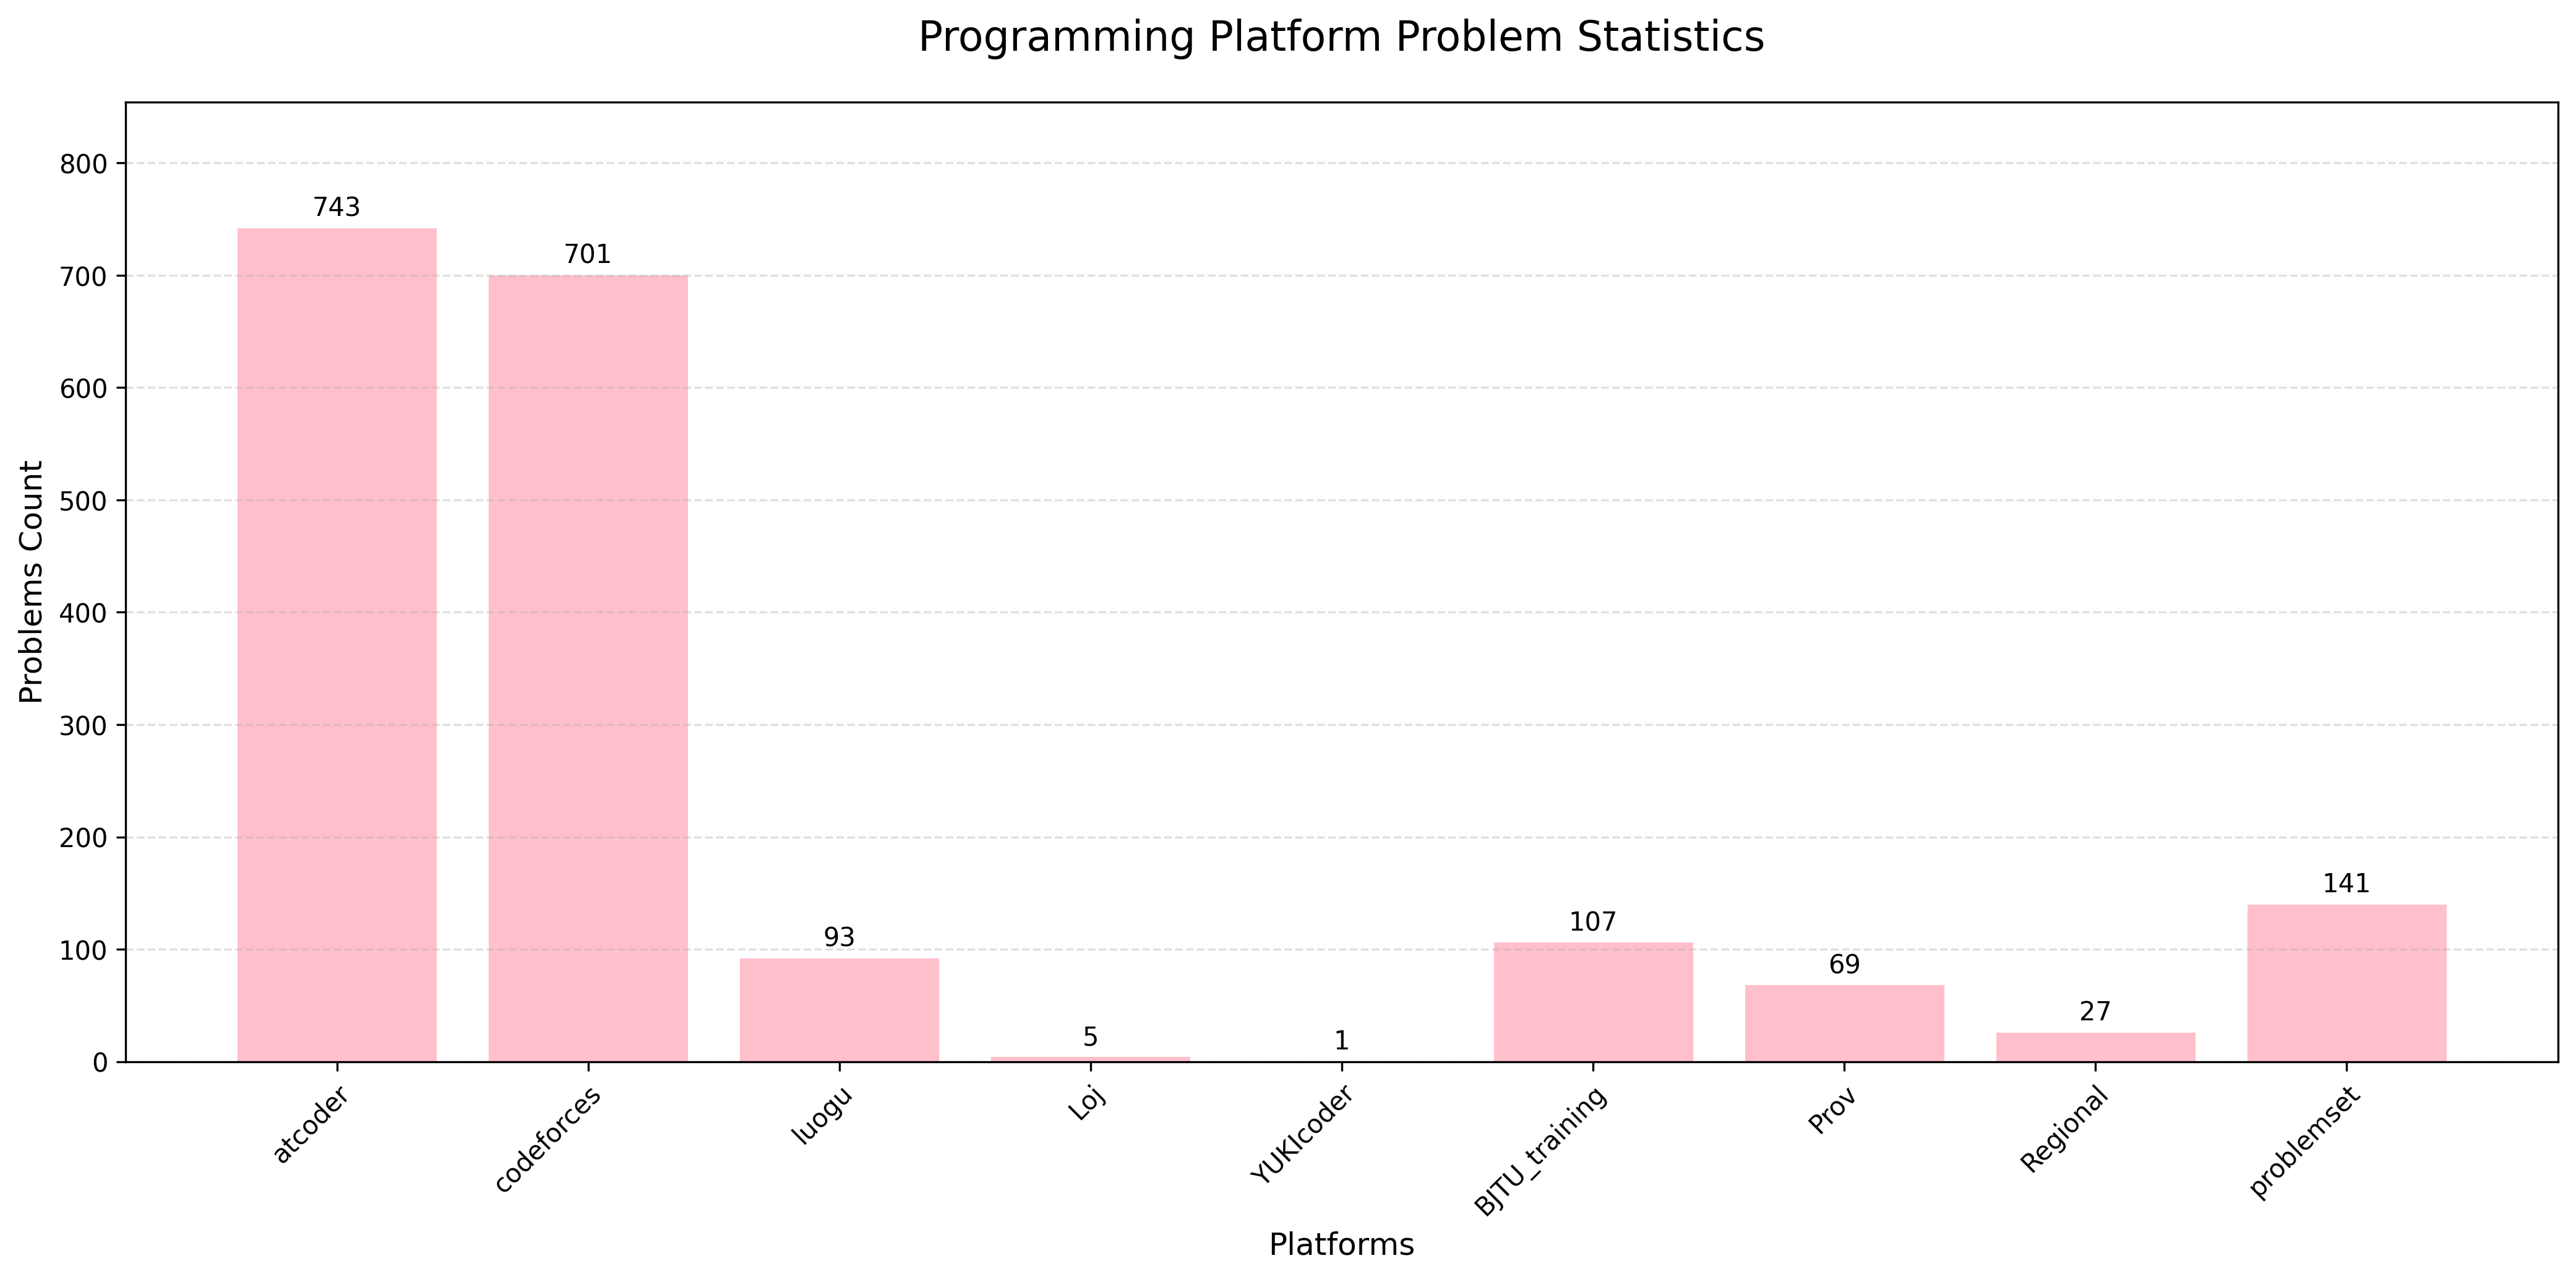 Programming Platform Problem Statistics
Problems Count
800
700
600
500
400
300
200
100
0
743
701
93
5
1
107
69
27
141
atcoder
codeforces
luogu
Loj
YUKIcoder
BJTU_training
Prov
Regional
problemset
Platforms